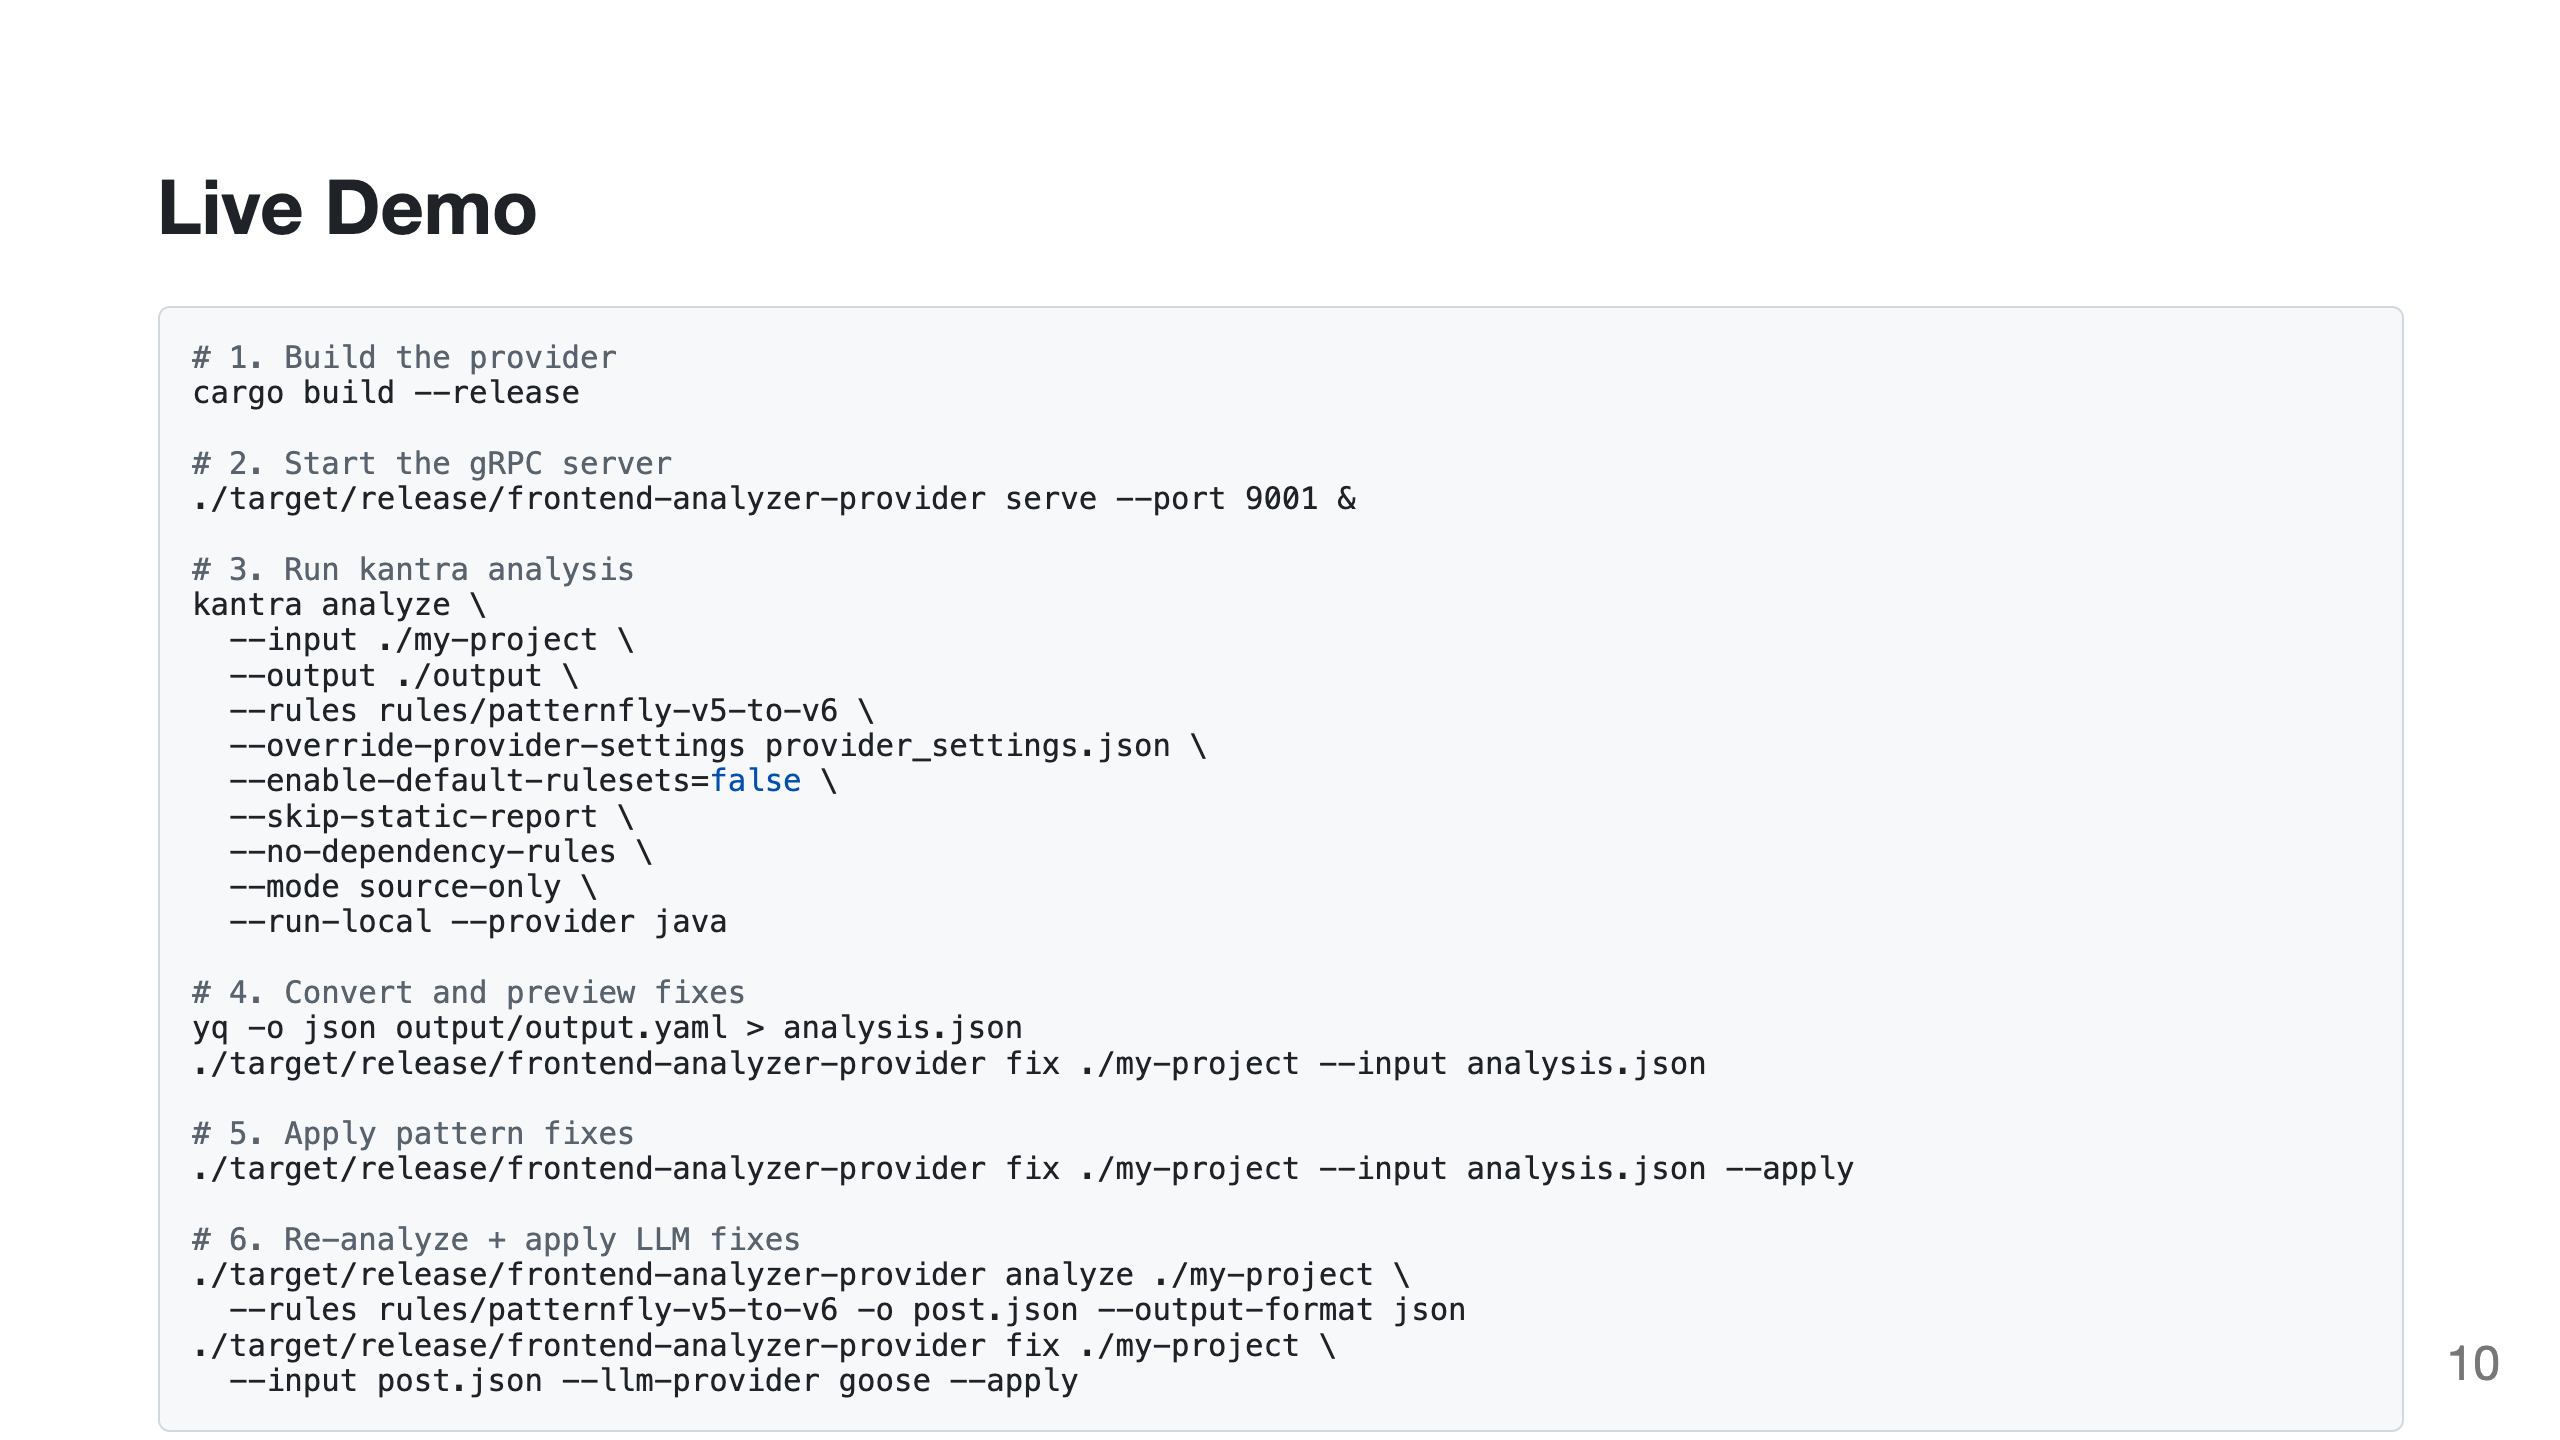 Live Demo
# 1. Build the provider
cargo build --release
# 2. Start the gRPC server
./target/release/frontend-analyzer-provider serve --port 9001 &
# 3. Run kantra analysis
kantra analyze \
  --input ./my-project \
  --output ./output \
  --rules rules/patternfly-v5-to-v6 \
  --override-provider-settings provider_settings.json \
  --enable-default-rulesets=false \
  --skip-static-report \
  --no-dependency-rules \
  --mode source-only \
  --run-local --provider java
# 4. Convert and preview fixes
yq -o json output/output.yaml > analysis.json
./target/release/frontend-analyzer-provider fix ./my-project --input analysis.json
# 5. Apply pattern fixes
./target/release/frontend-analyzer-provider fix ./my-project --input analysis.json --apply
# 6. Re-analyze + apply LLM fixes
./target/release/frontend-analyzer-provider analyze ./my-project \
  --rules rules/patternfly-v5-to-v6 -o post.json --output-format json
./target/release/frontend-analyzer-provider fix ./my-project \
  --input post.json --llm-provider goose --apply
10